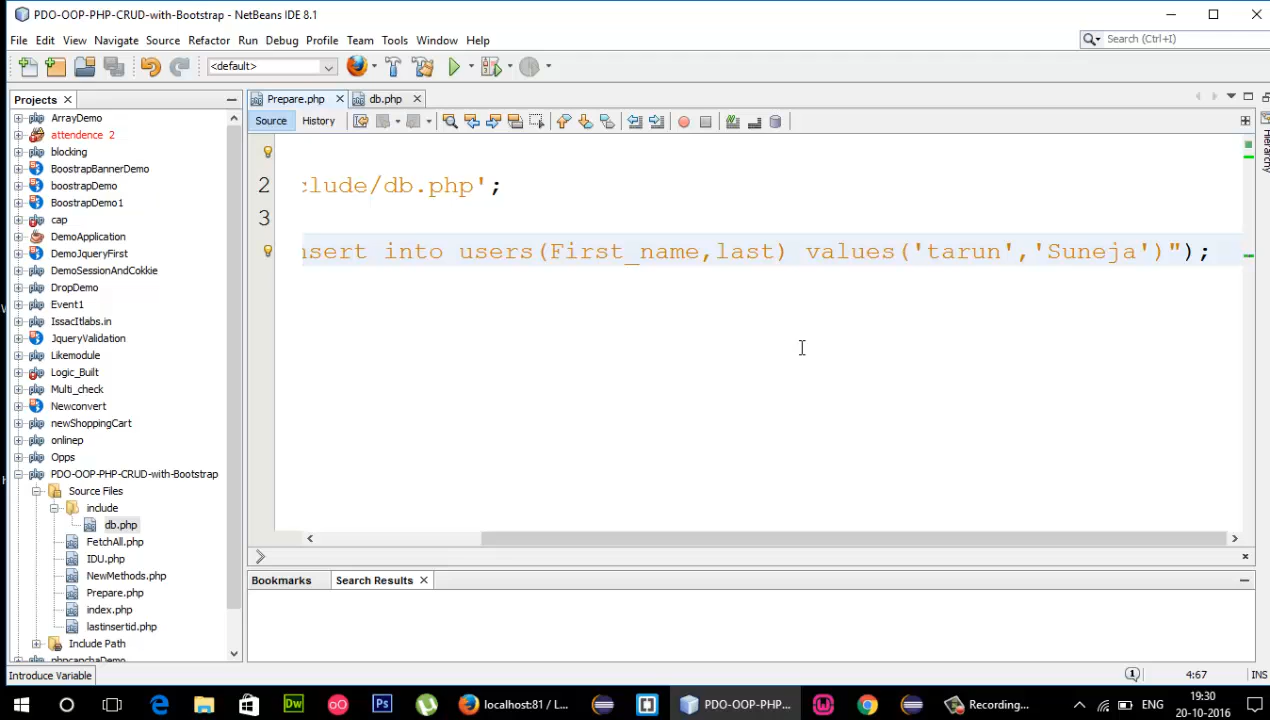 PDO-OOP-PHP-CRUD-with-Bootstrap - NetBeans IDE 8.1
File Edit View Navigate Source Refactor Run Debug Profile Team Tools Window Help
Search (Ctrl+I)
<default>
Projects
Prepare.php
db.php
Source
History
ArrayDemo
attendence 2
blocking
BoostrapBannerDemo
boostrapDemo
BoostrapDemo1
cap
DemoApplication
DemoJqueryFirst
DemoSessionAndCokkie
DropDemo
Event1
IssacItlabs.in
JqueryValidation
Likemodule
Logic_Built
Multi_check
Newconvert
newShoppingCart
onlinep
Opps
PDO-OOP-PHP-CRUD-with-Bootstrap
Source Files
include
db.php
FetchAll.php
IDU.php
NewMethods.php
Prepare.php
index.php
lastinsertid.php
Include Path
phpcapchaDemo
2 clude/db.php';
3
nsert into users(First_name,last) values('tarun','Suneja')");
Hierarchy
Bookmarks
Search Results
Introduce Variable
1
4:67
INS
Dw
Ps
localhost:81 / L...
PDO-OOP-PHP...
Recording...
ENG
19:30
20-10-2016